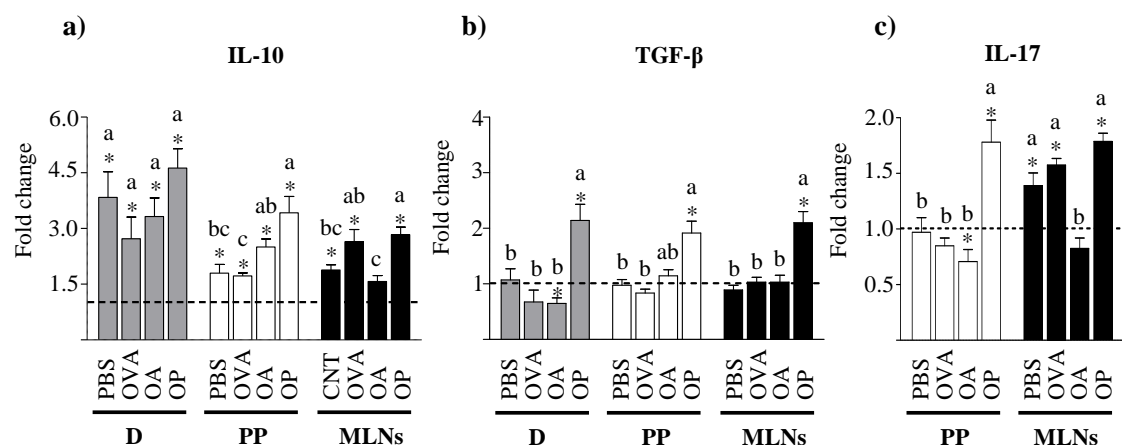 a)
IL-10
Fold change
6.0
4.5
3.0
1.5
a
*
a
*
a
*
a
*
bc
*
c
*
ab
*
a
*
bc
*
ab
*
c
a
*
PBS
OVA
OA
OP
PBS
OVA
OA
OP
CNT
OVA
OA
OP
D
PP
MLNs
b)
TGF-β
Fold change
4
2
1
b
b
b
*
a
*
b
b
ab
a
*
b
b
b
a
*
PBS
OVA
OA
OP
PBS
OVA
OA
OP
PBS
OVA
OA
OP
D
PP
MLNs
c)
IL-17
Fold change
2.0
1.5
1.0
0.5
b
b
b
*
a
*
a
*
a
*
b
a
*
PBS
OVA
OA
OP
PBS
OVA
OA
OP
PP
MLNs